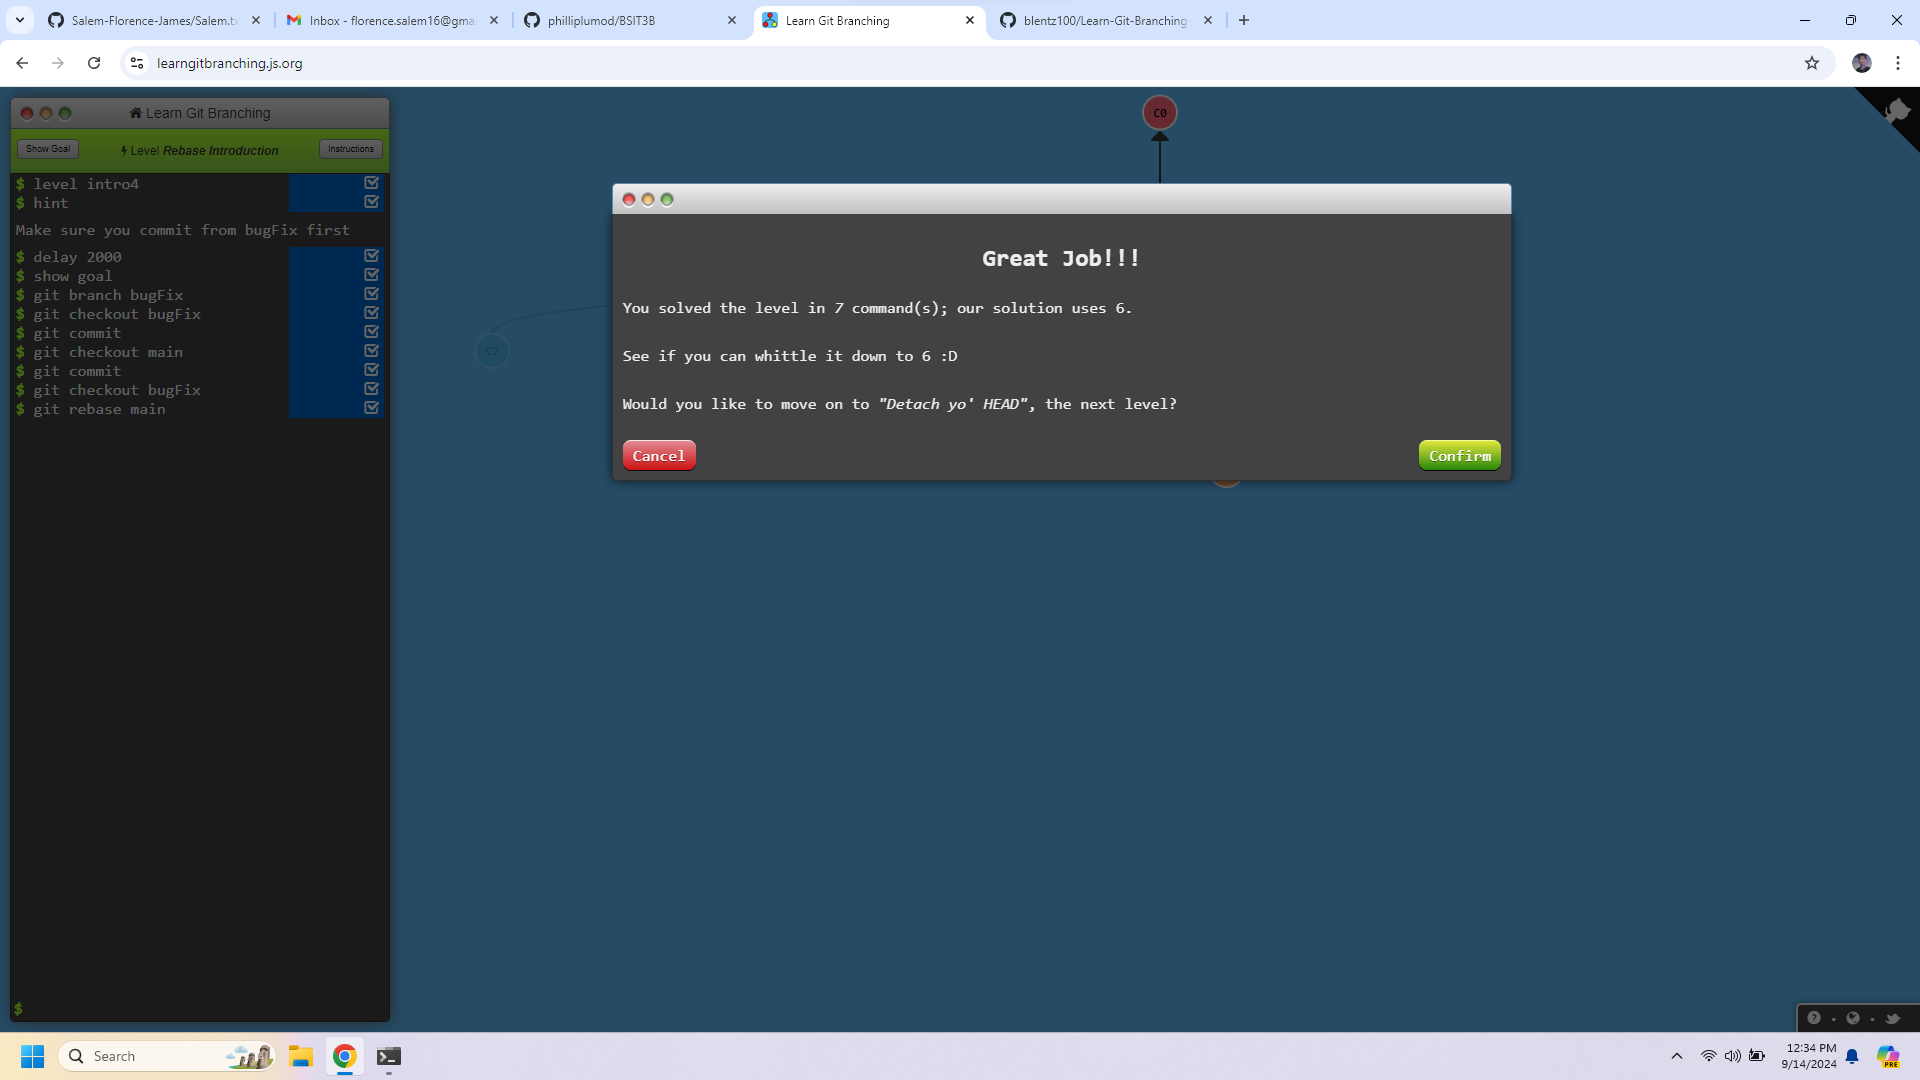 Salem-Florence-James/Salem.t
Inbox - florence.salem16@gma
philliplumod/BSIT3B
Learn Git Branching
blentz100/Learn-Git-Branching-
learngitbranching.js.org
Learn Git Branching
Show Goal
Level Rebase Introduction
Instructions
$ level intro4
$ hint
Make sure you commit from bugFix first
$ delay 2000
$ show goal
$ git branch bugFix
$ git checkout bugFix
$ git commit
$ git checkout main
$ git commit
$ git checkout bugFix
$ git rebase main
$
C0
C2
Great Job!!!
You solved the level in 7 command(s); our solution uses 6.
See if you can whittle it down to 6 :D
Would you like to move on to "Detach yo' HEAD", the next level?
Cancel
Confirm
Search
12:34 PM
9/14/2024
PRE